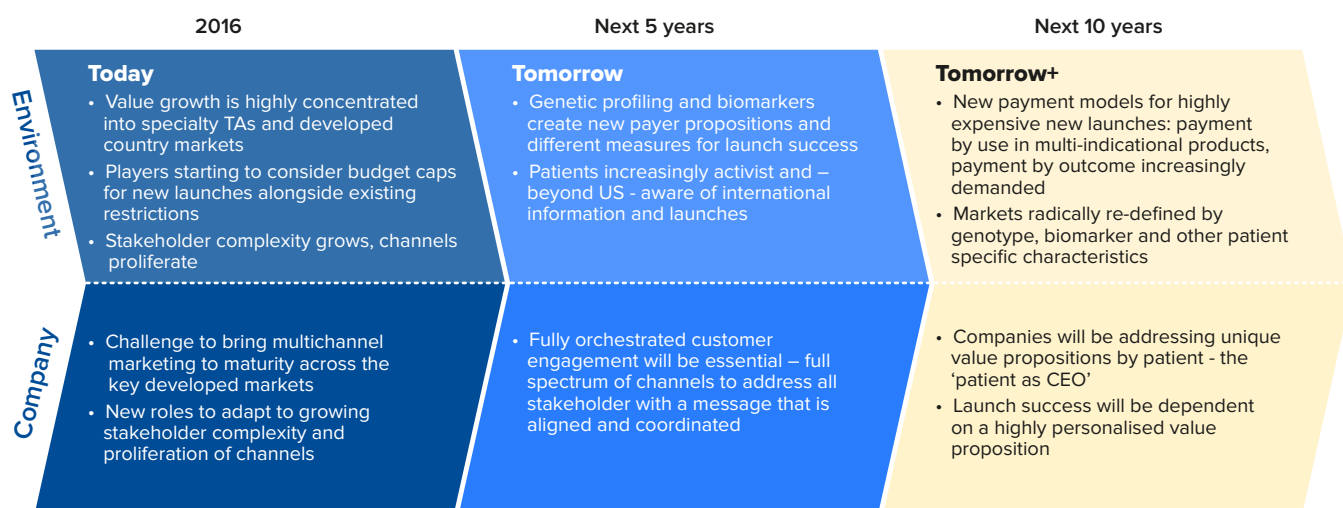 2016
Next 5 years
Next 10 years
Environment
Today
• Value growth is highly concentrated
into specialty TAs and developed
country markets
• Players starting to consider budget caps
for new launches alongside existing
restrictions
• Stakeholder complexity grows, channels
proliferate
Tomorrow
• Genetic profiling and biomarkers
create new payer propositions and
different measures for launch success
• Patients increasingly activist and –
beyond US - aware of international
information and launches
Tomorrow+
• New payment models for highly
expensive new launches: payment
by use in multi-indicational products,
payment by outcome increasingly
demanded
• Markets radically re-defined by
genotype, biomarker and other patient
specific characteristics
Company
• Challenge to bring multichannel
marketing to maturity across the
key developed markets
• New roles to adapt to growing
stakeholder complexity and
proliferation of channels
• Fully orchestrated customer
engagement will be essential – full
spectrum of channels to address all
stakeholder with a message that is
aligned and coordinated
• Companies will be addressing unique
value propositions by patient - the
‘patient as CEO’
• Launch success will be dependent
on a highly personalised value
proposition